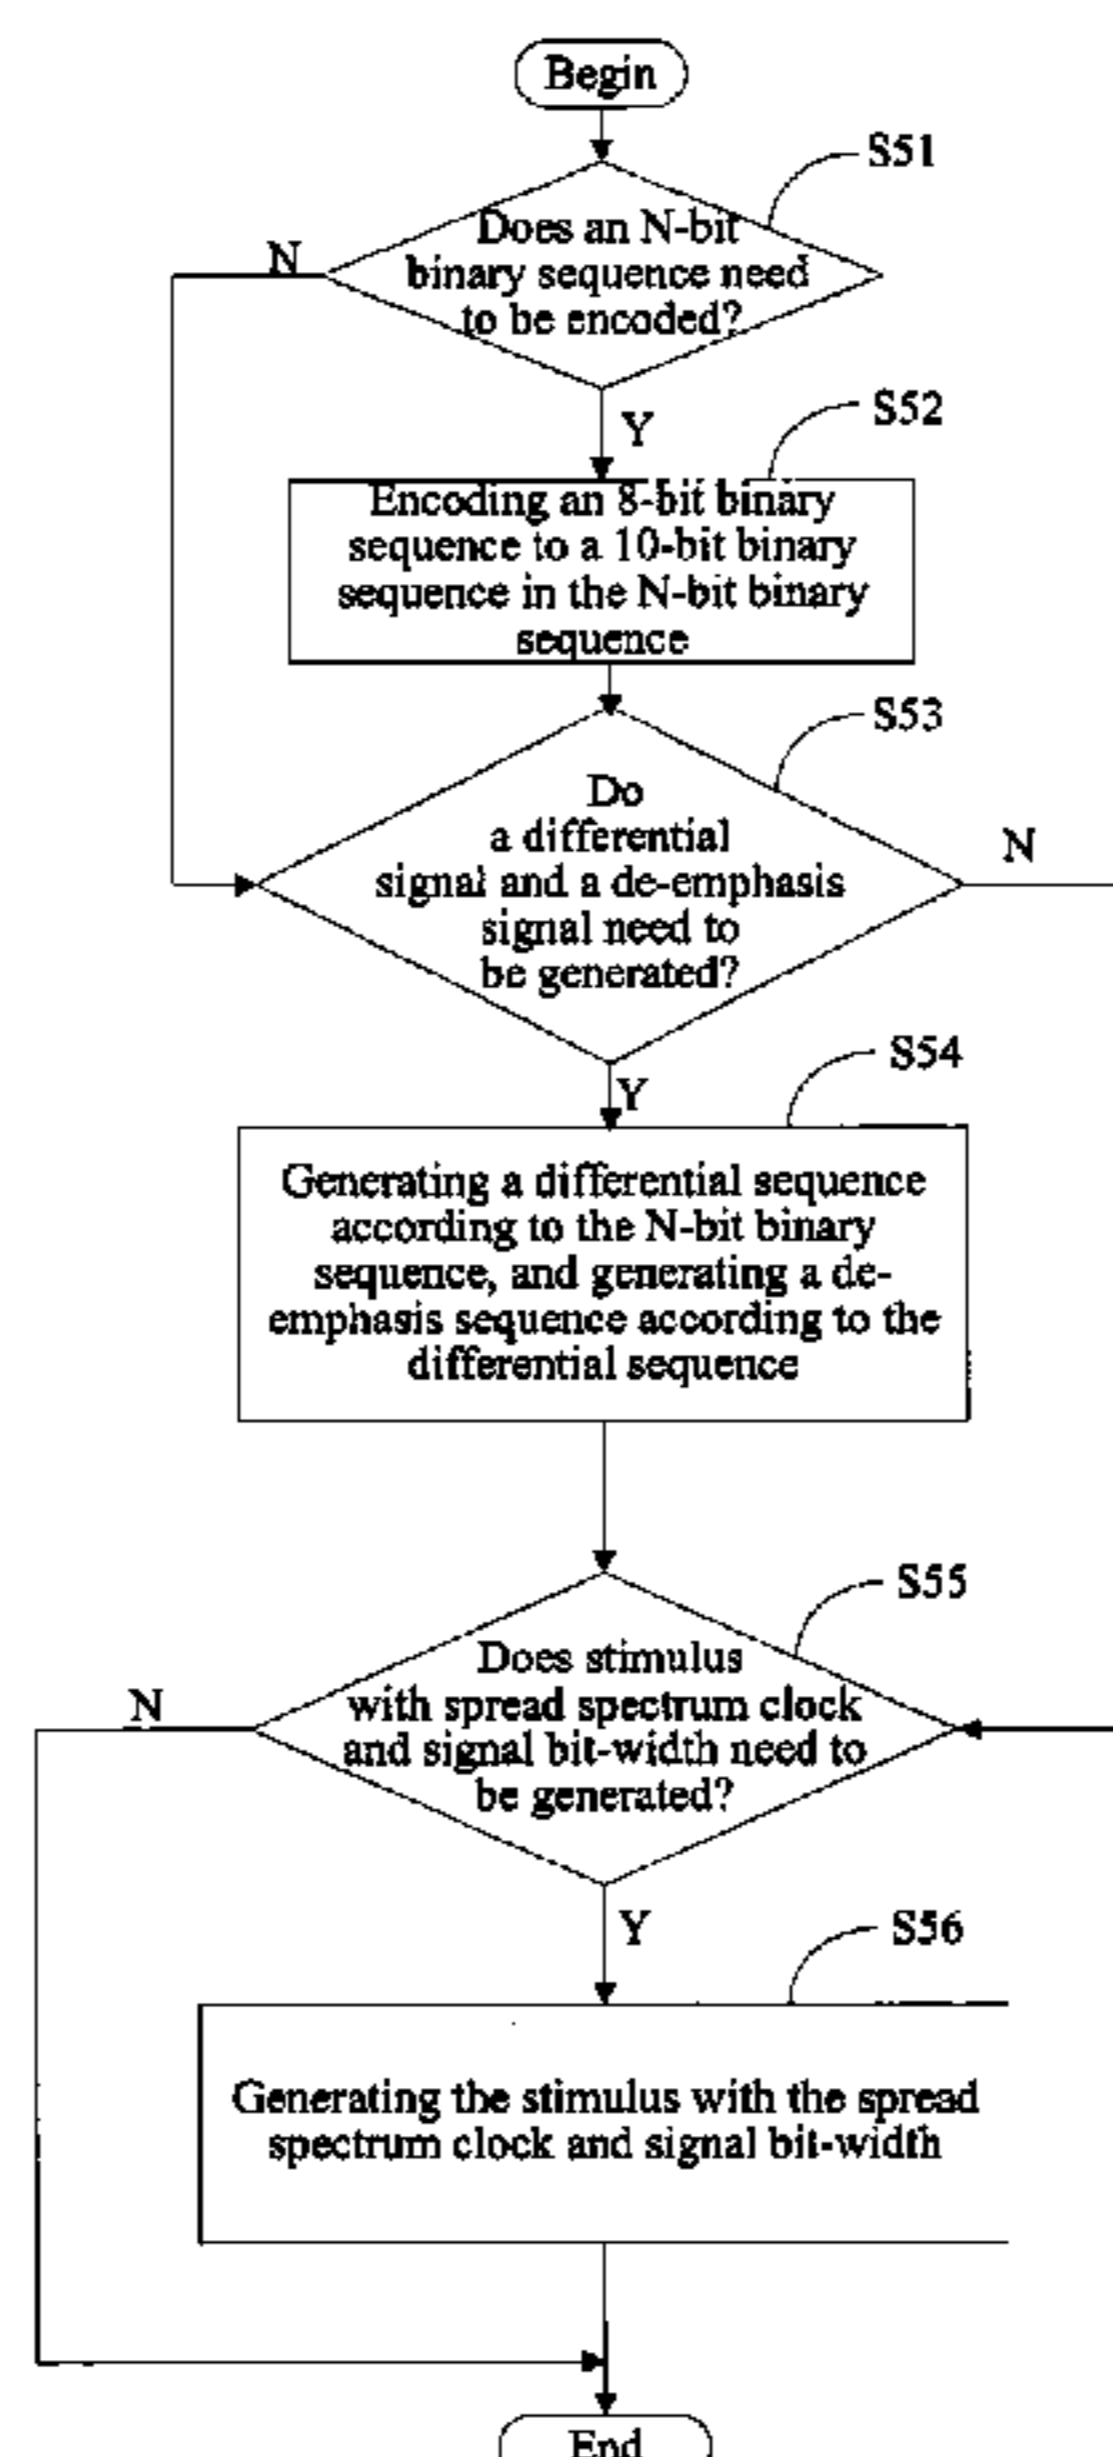 Begin
S51
Does an N-bit
binary sequence need
to be encoded?
N
Y
S52
Encoding an 8-bit binary
sequence to a 10-bit binary
sequence in the N-bit binary
sequence
S53
Do
a differential
signal and a de-emphasis
signal need to
be generated?
N
Y
S54
Generating a differential sequence
according to the N-bit binary
sequence, and generating a de-
emphasis sequence according to the
differential sequence
S55
Does stimulus
with spread spectrum clock
and signal bit-width need to
be generated?
N
Y
S56
Generating the stimulus with the spread
spectrum clock and signal bit-width
End